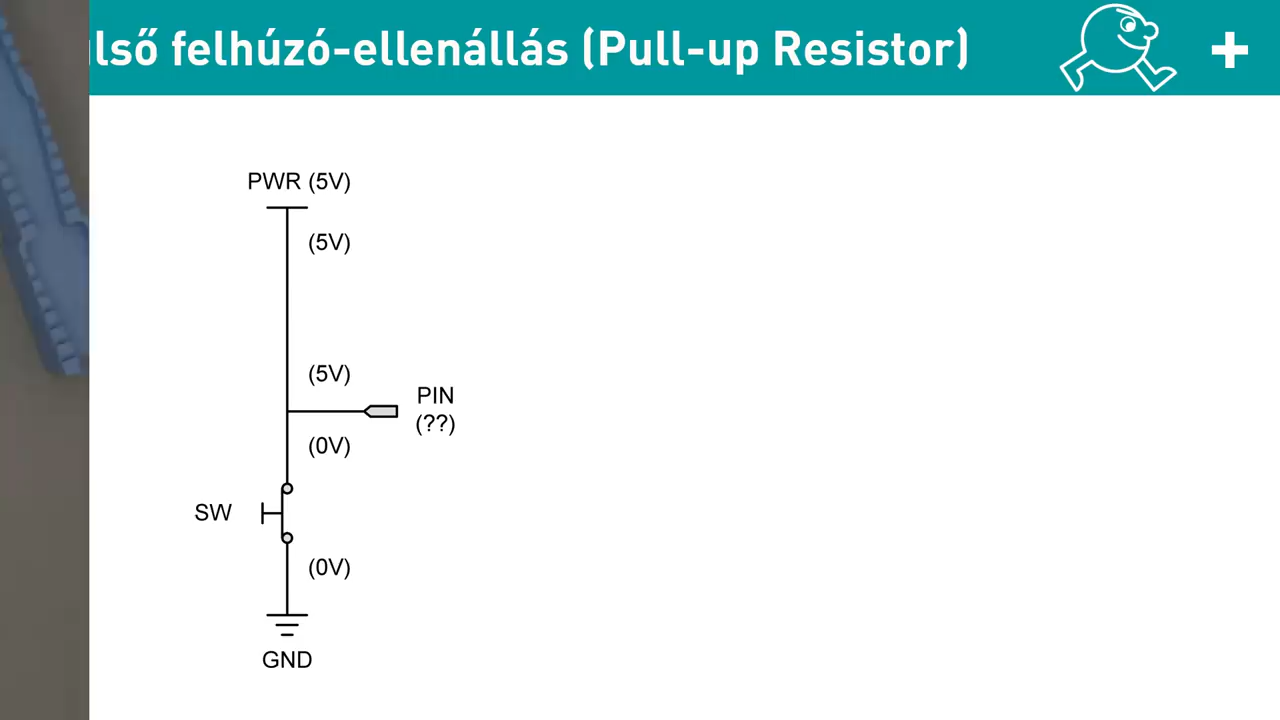 lső felhúzó-ellenállás (Pull-up Resistor)
+
PWR (5V)
(5V)
(5V)
PIN
(??)
(0V)
SW
(0V)
GND